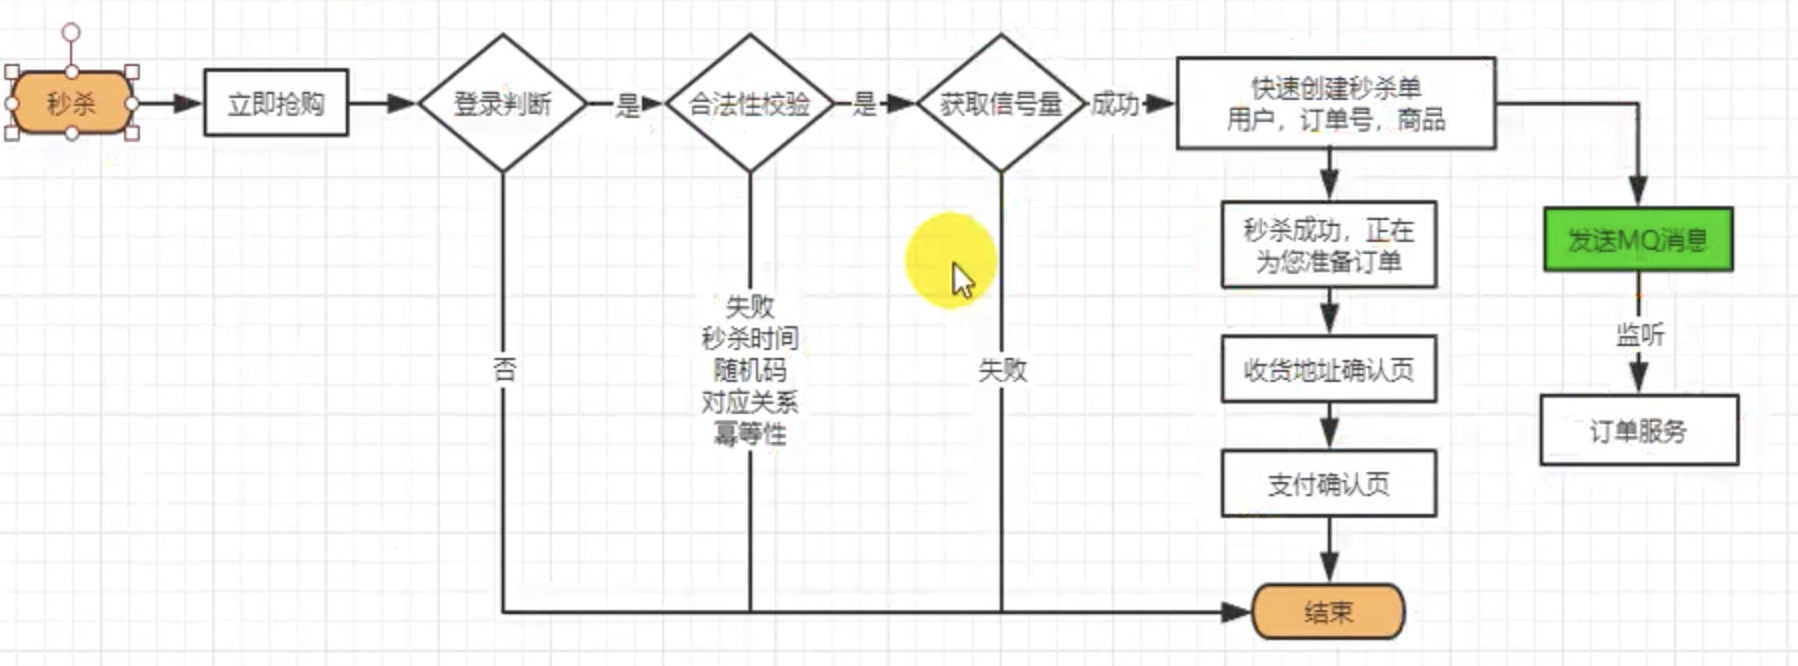 秒杀
立即抢购
登录判断
是
合法性校验
是
获取信号量
成功
快速创建秒杀单
用户，订单号，商品
秒杀成功，正在
为您准备订单
发送MQ消息
失败
秒杀时间
随机码
对应关系
幂等性
否
失败
监听
收货地址确认页
订单服务
支付确认页
结束